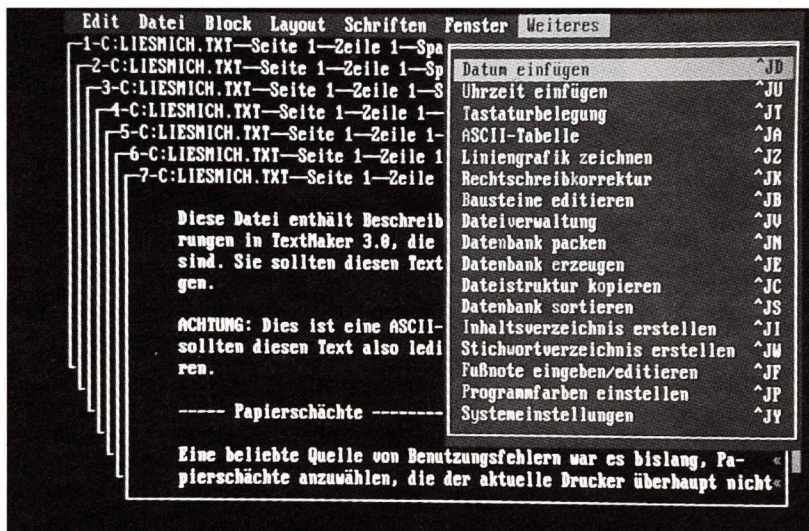 Edit Datei Block Layout Schriften Fenster Weiteres
1-C:LIESMICH.TXT—Seite 1—Zeile 1—Spa
2-C:LIESMICH.TXT—Seite 1—Zeile 1—Sp
3-C:LIESMICH.TXT—Seite 1—Zeile 1—S
4-C:LIESMICH.TXT—Seite 1—Zeile 1—
5-C:LIESMICH.TXT—Seite 1—Zeile 1-
6-C:LIESMICH.TXT—Seite 1—Zeile 1
7-C:LIESMICH.TXT—Seite 1—Zeile
Diese Datei enthält Beschreib
rungen in TextMaker 3.0, die
sind. Sie sollten diesen Text
gen.
ACHTUNG: Dies ist eine ASCII-
sollten diesen Text also ledi
ren.
----- Papierschächte --------
Eine beliebte Quelle von Benutzungsfehlern war es bislang, Pa- «
pierschächte anzuwählen, die der aktuelle Drucker überhaupt nicht«
Datum einfügen ^JD
Uhrzeit einfügen ^JU
Tastaturbelegung ^JT
ASCII-Tabelle ^JA
Liniengrafik zeichnen ^JZ
Rechtschreibkorrektur ^JK
Bausteine editieren ^JB
Dateiverwaltung ^JV
Datenbank packen ^JN
Datenbank erzeugen ^JE
Dateistruktur kopieren ^JC
Datenbank sortieren ^JS
Inhaltsverzeichnis erstellen ^JI
Stichwortverzeichnis erstellen ^JW
Fußnote eingeben/editieren ^JF
Programmfarben einstellen ^JP
Systemeinstellungen ^JY